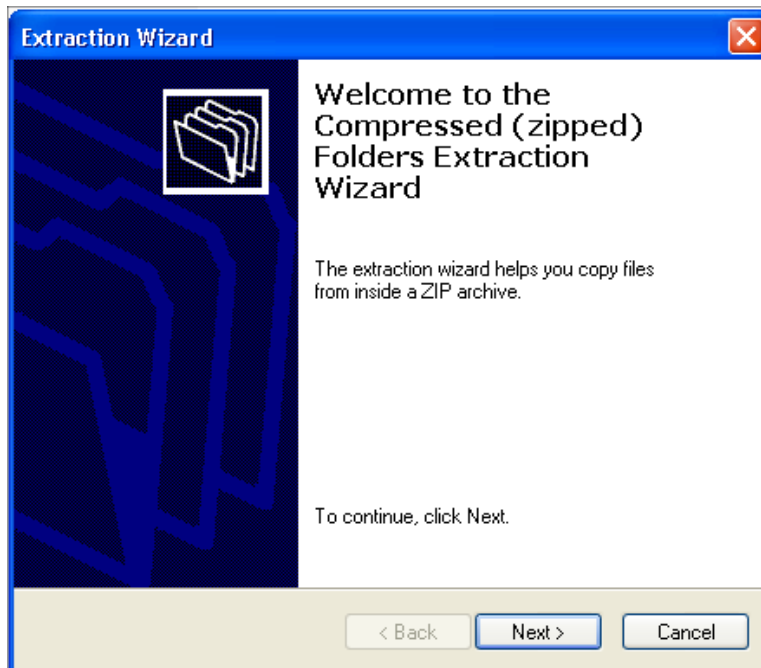 Extraction Wizard
Welcome to the
Compressed (zipped)
Folders Extraction
Wizard
The extraction wizard helps you copy files
from inside a ZIP archive.
To continue, click Next.
< Back
Next >
Cancel